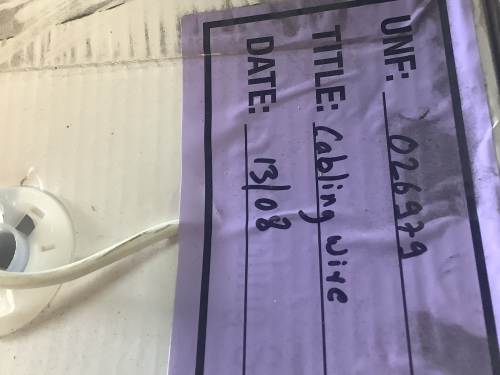 UNF: 026979
TITLE: Cabling wire
DATE: 13/08